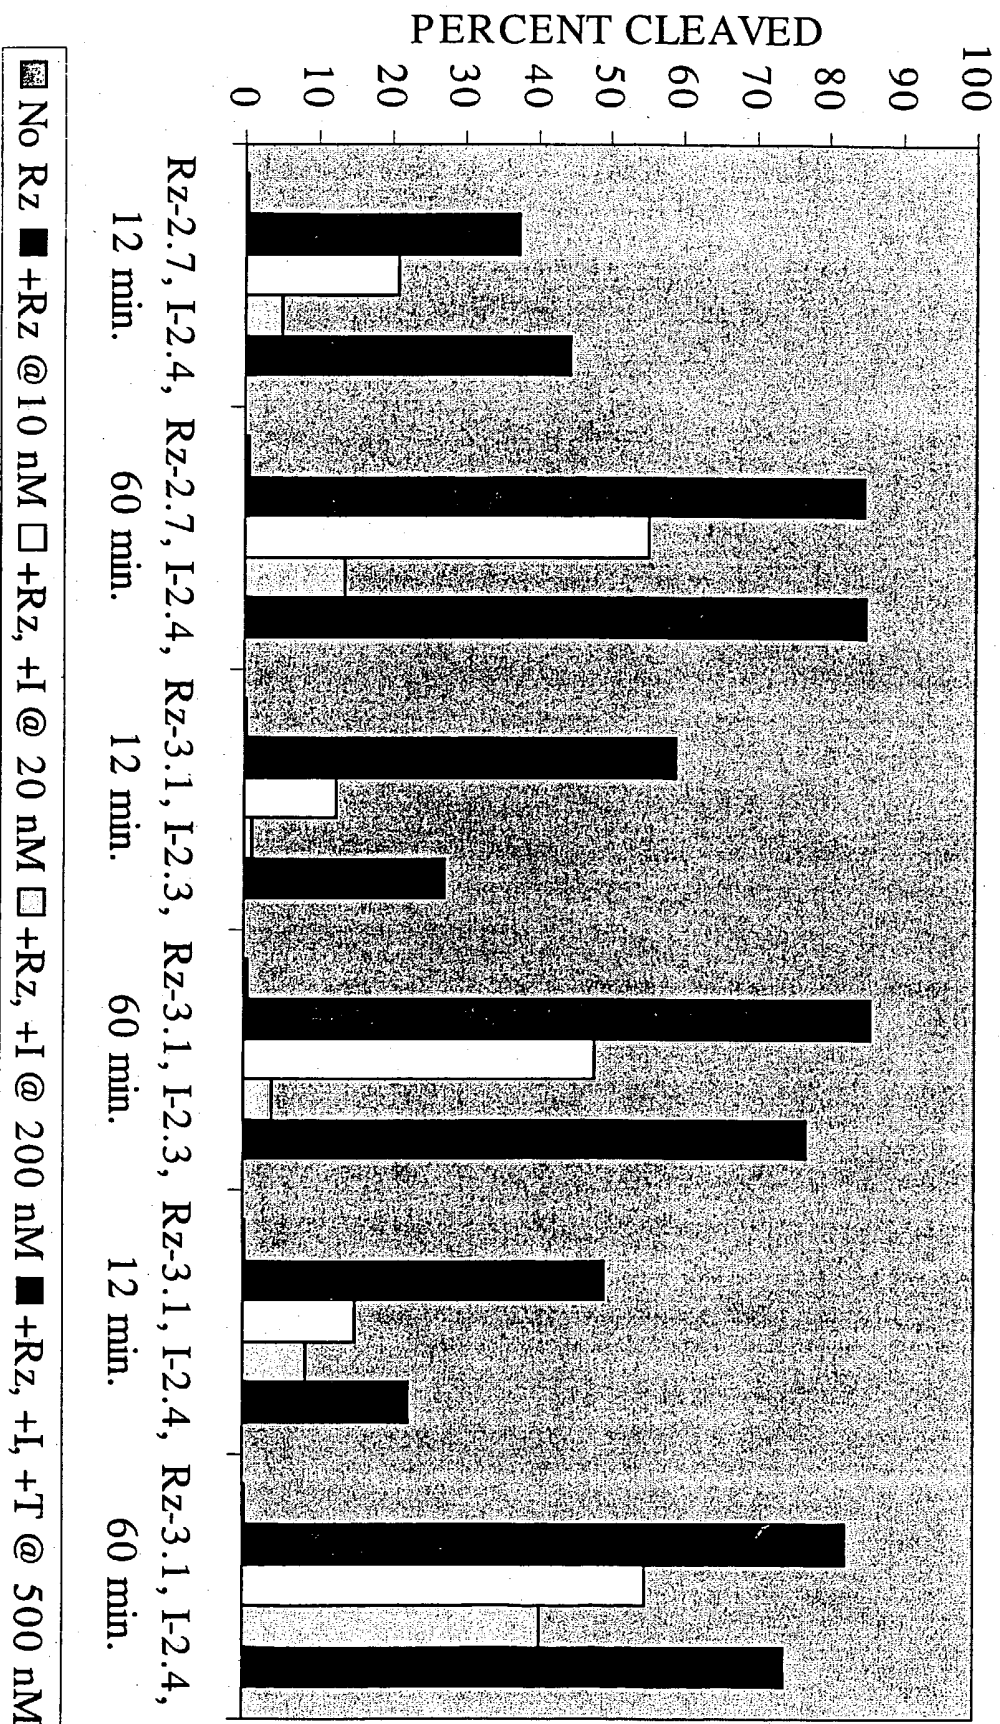 PERCENT CLEAVED
100
90
80
70
60
50
40
30
20
10
0
Rz-2.7, I-2.4, Rz-2.7, I-2.4, Rz-3.1, I-2.3, Rz-3.1, I-2.3, Rz-3.1, I-2.4, Rz-3.1, I-2.4,
12 min. 60 min. 12 min. 60 min. 12 min. 60 min.
No Rz +Rz @10 nM +Rz, +I @ 20 nM +Rz, +I @ 200 nM +Rz, +I, +T @ 500 nM